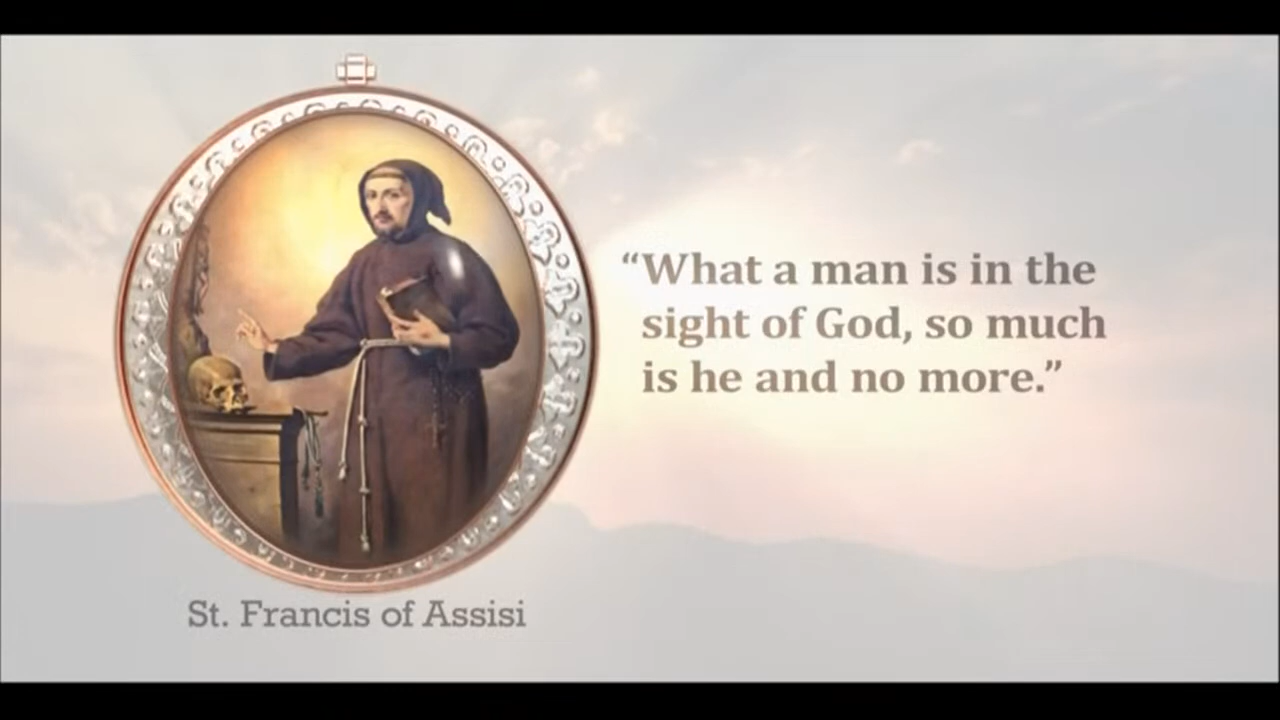 “What a man is in the
sight of God, so much
is he and no more.”
St. Francis of Assisi